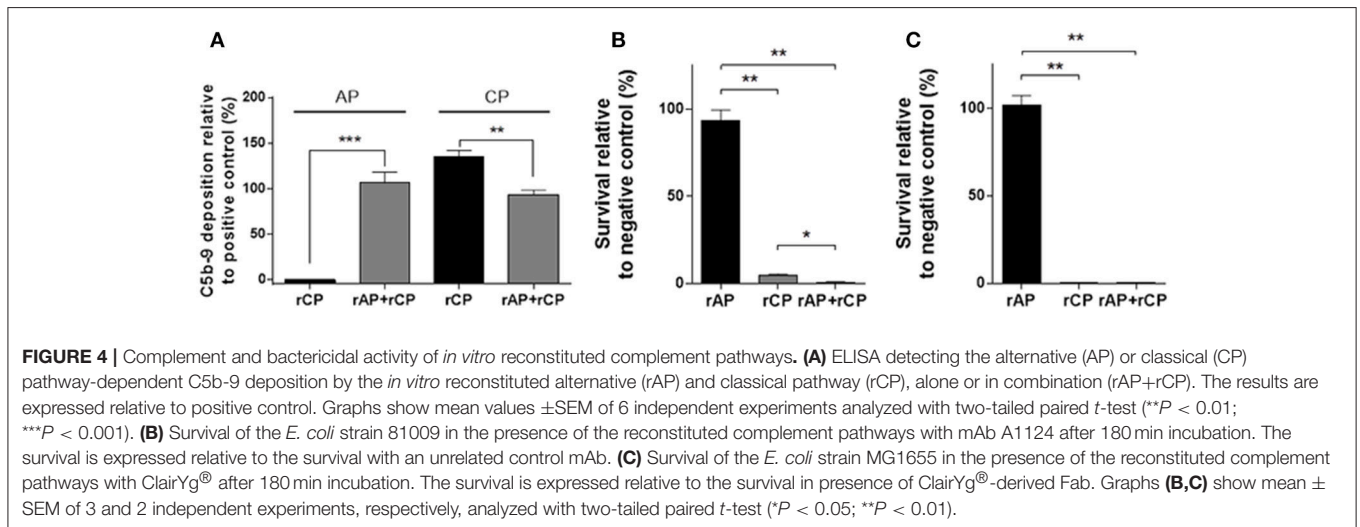 A
C5b-9 deposition relative
to positive control (%)
200
150
100
50
0
AP
CP
***
**
rCP
rAP+rCP
rCP
rAP+rCP
B
Survival relative
to negative control (%)
100
50
0
**
**
*
rAP
rCP
rAP+rCP
C
Survival relative
to negative control (%)
100
50
0
**
**
rAP
rCP
rAP+rCP
FIGURE 4 | Complement and bactericidal activity of in vitro reconstituted complement pathways. (A) ELISA detecting the alternative (AP) or classical (CP)
pathway-dependent C5b-9 deposition by the in vitro reconstituted alternative (rAP) and classical pathway (rCP), alone or in combination (rAP+rCP). The results are
expressed relative to positive control. Graphs show mean values ±SEM of 6 independent experiments analyzed with two-tailed paired t-test (**P < 0.01;
***P < 0.001). (B) Survival of the E. coli strain 81009 in the presence of the reconstituted complement pathways with mAb A1124 after 180 min incubation. The
survival is expressed relative to the survival with an unrelated control mAb. (C) Survival of the E. coli strain MG1655 in the presence of the reconstituted complement
pathways with ClairYg® after 180 min incubation. The survival is expressed relative to the survival in presence of ClairYg®-derived Fab. Graphs (B,C) show mean ±
SEM of 3 and 2 independent experiments, respectively, analyzed with two-tailed paired t-test (*P < 0.05; **P < 0.01).